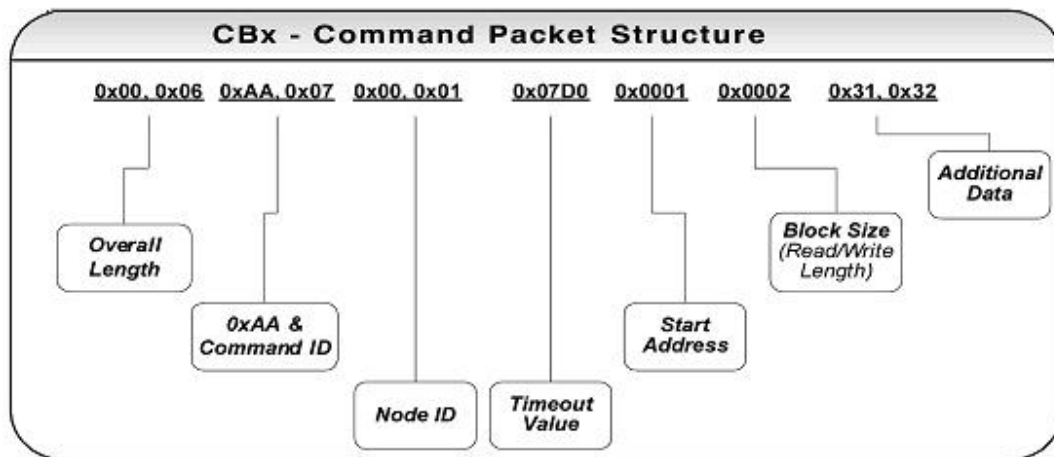 CBx - Command Packet Structure
0x00, 0x06 0xAA, 0x07 0x00, 0x01 0x07D0 0x0001 0x0002 0x31, 0x32
Additional
Data
Overall
Length
Block Size
(Read/Write
Length)
0xAA &
Command ID
Start
Address
Node ID
Timeout
Value